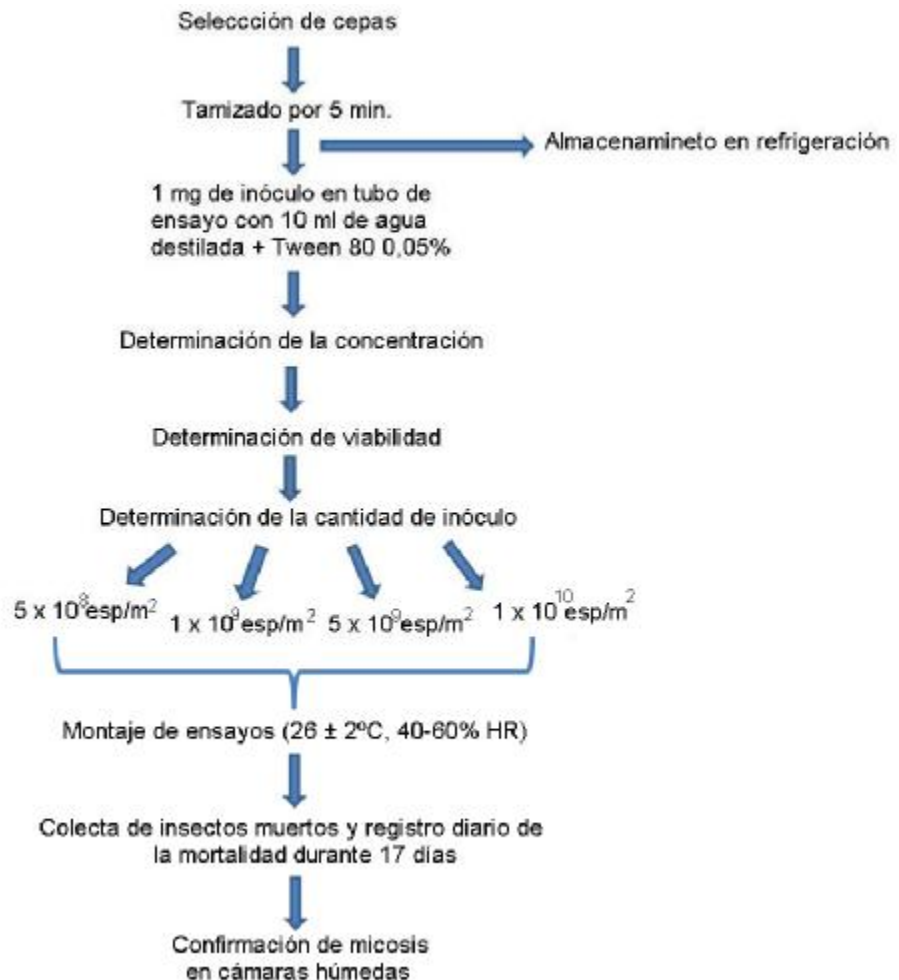 Seleccción de cepas
Tamizado por 5 min.
Almacenamineto en refrigeración
1 mg de inóculo en tubo de
ensayo con 10 ml de agua
destilada + Tween 80 0,05%
Determinación de la concentración
Determinación de viabilidad
Determinación de la cantidad de inóculo
5 x 10⁸esp/m² 1 x 10⁹esp/m² 5 x 10⁹esp/m² 1 x 10¹⁰esp/m²
Montaje de ensayos (26 ± 2ºC, 40-60% HR)
Colecta de insectos muertos y registro diario de
la mortalidad durante 17 días
Confirmación de micosis
en cámaras húmedas